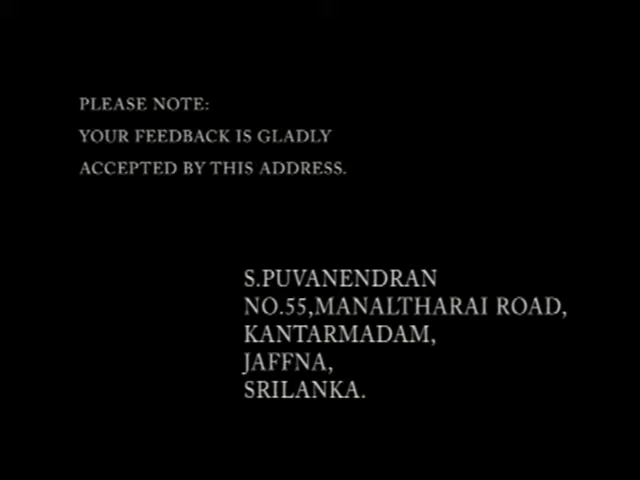 PLEASE NOTE:
YOUR FEEDBACK IS GLADLY
ACCEPTED BY THIS ADDRESS.
S.PUVANENDRAN
NO.55,MANALTHARAI ROAD,
KANTARMADAM,
JAFFNA,
SRILANKA.